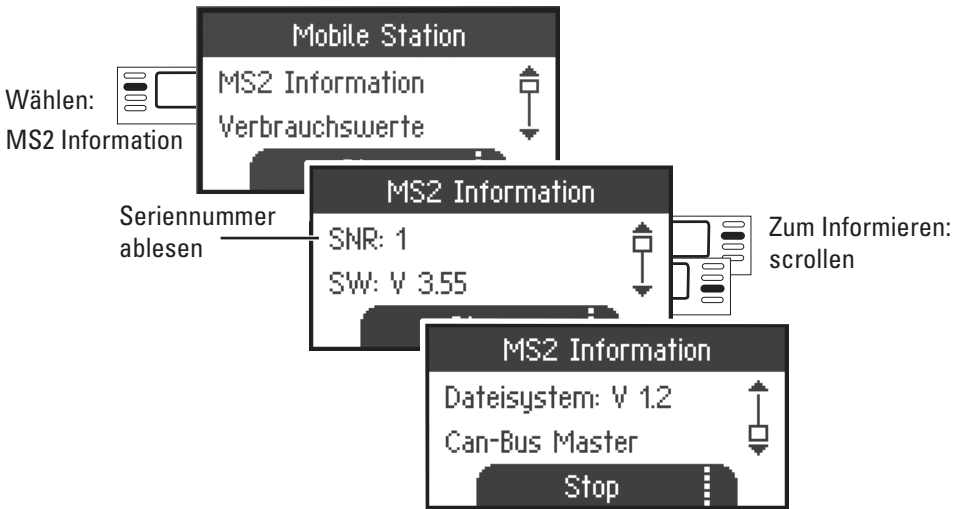 Mobile Station
Wählen:
MS2 Information
MS2 Information
Verbrauchswerte
MS2 Information
Seriennummer
ablesen
SNR: 1
SW: V 3.55
Zum Informieren:
scrollen
MS2 Information
Dateisystem: V 1.2
Can-Bus Master
Stop